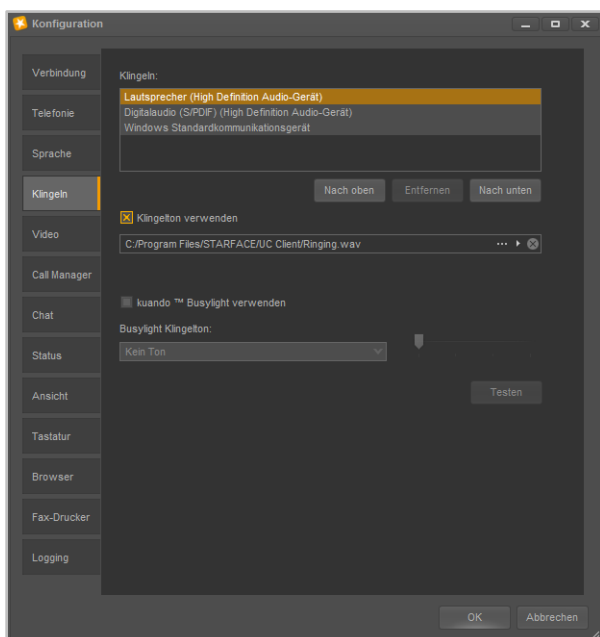 Konfiguration
Verbindung
Telefonie
Sprache
Klingeln
Video
Call Manager
Chat
Status
Ansicht
Tastatur
Browser
Fax-Drucker
Logging
Klingeln:
Lautsprecher (High Definition Audio-Gerät)
Digitalaudio (S/PDIF) (High Definition Audio-Gerät)
Windows Standardkommunikationsgerät
Nach oben Entfernen Nach unten
Klingelton verwenden
C:/Program Files/STARFACE/UC Client/Ringing.wav ...
kuando ™ Busylight verwenden
Busylight Klingelton:
Kein Ton
Testen
OK Abbrechen